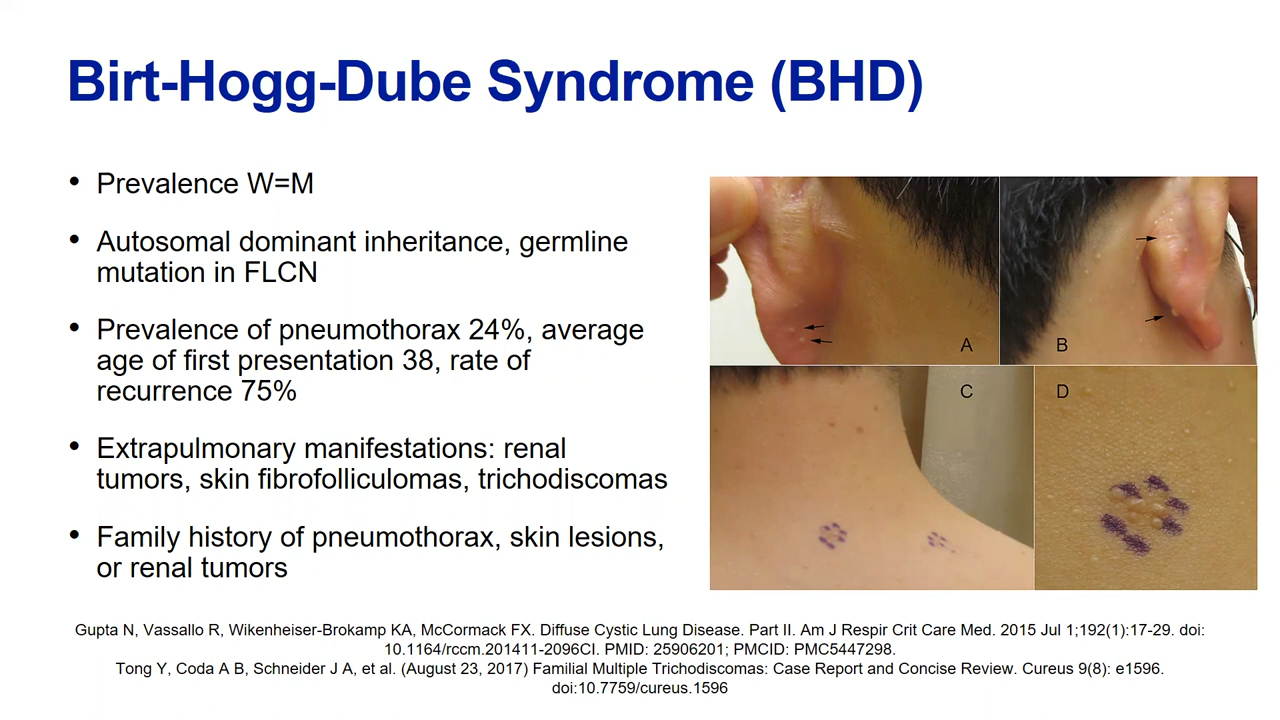 Birt-Hogg-Dube Syndrome (BHD)
• Prevalence W=M
• Autosomal dominant inheritance, germline
mutation in FLCN
• Prevalence of pneumothorax 24%, average
age of first presentation 38, rate of
recurrence 75%
• Extrapulmonary manifestations: renal
tumors, skin fibrofolliculomas, trichodiscomas
• Family history of pneumothorax, skin lesions,
or renal tumors
A
B
C
D
Gupta N, Vassallo R, Wikenheiser-Brokamp KA, McCormack FX. Diffuse Cystic Lung Disease. Part II. Am J Respir Crit Care Med. 2015 Jul 1;192(1):17-29. doi:
10.1164/rccm.201411-2096CI. PMID: 25906201; PMCID: PMC5447298.
Tong Y, Coda A B, Schneider J A, et al. (August 23, 2017) Familial Multiple Trichodiscomas: Case Report and Concise Review. Cureus 9(8): e1596.
doi:10.7759/cureus.1596